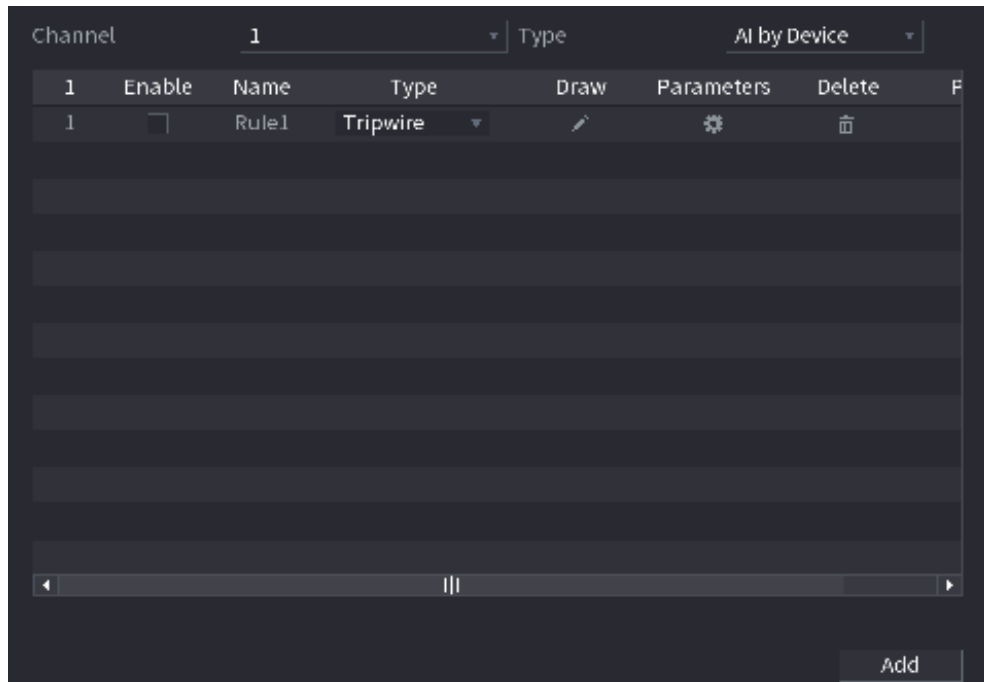 Channel 1 Type AI by Device
1 Enable Name Type Draw Parameters Delete
1 Rule1 Tripwire
Add